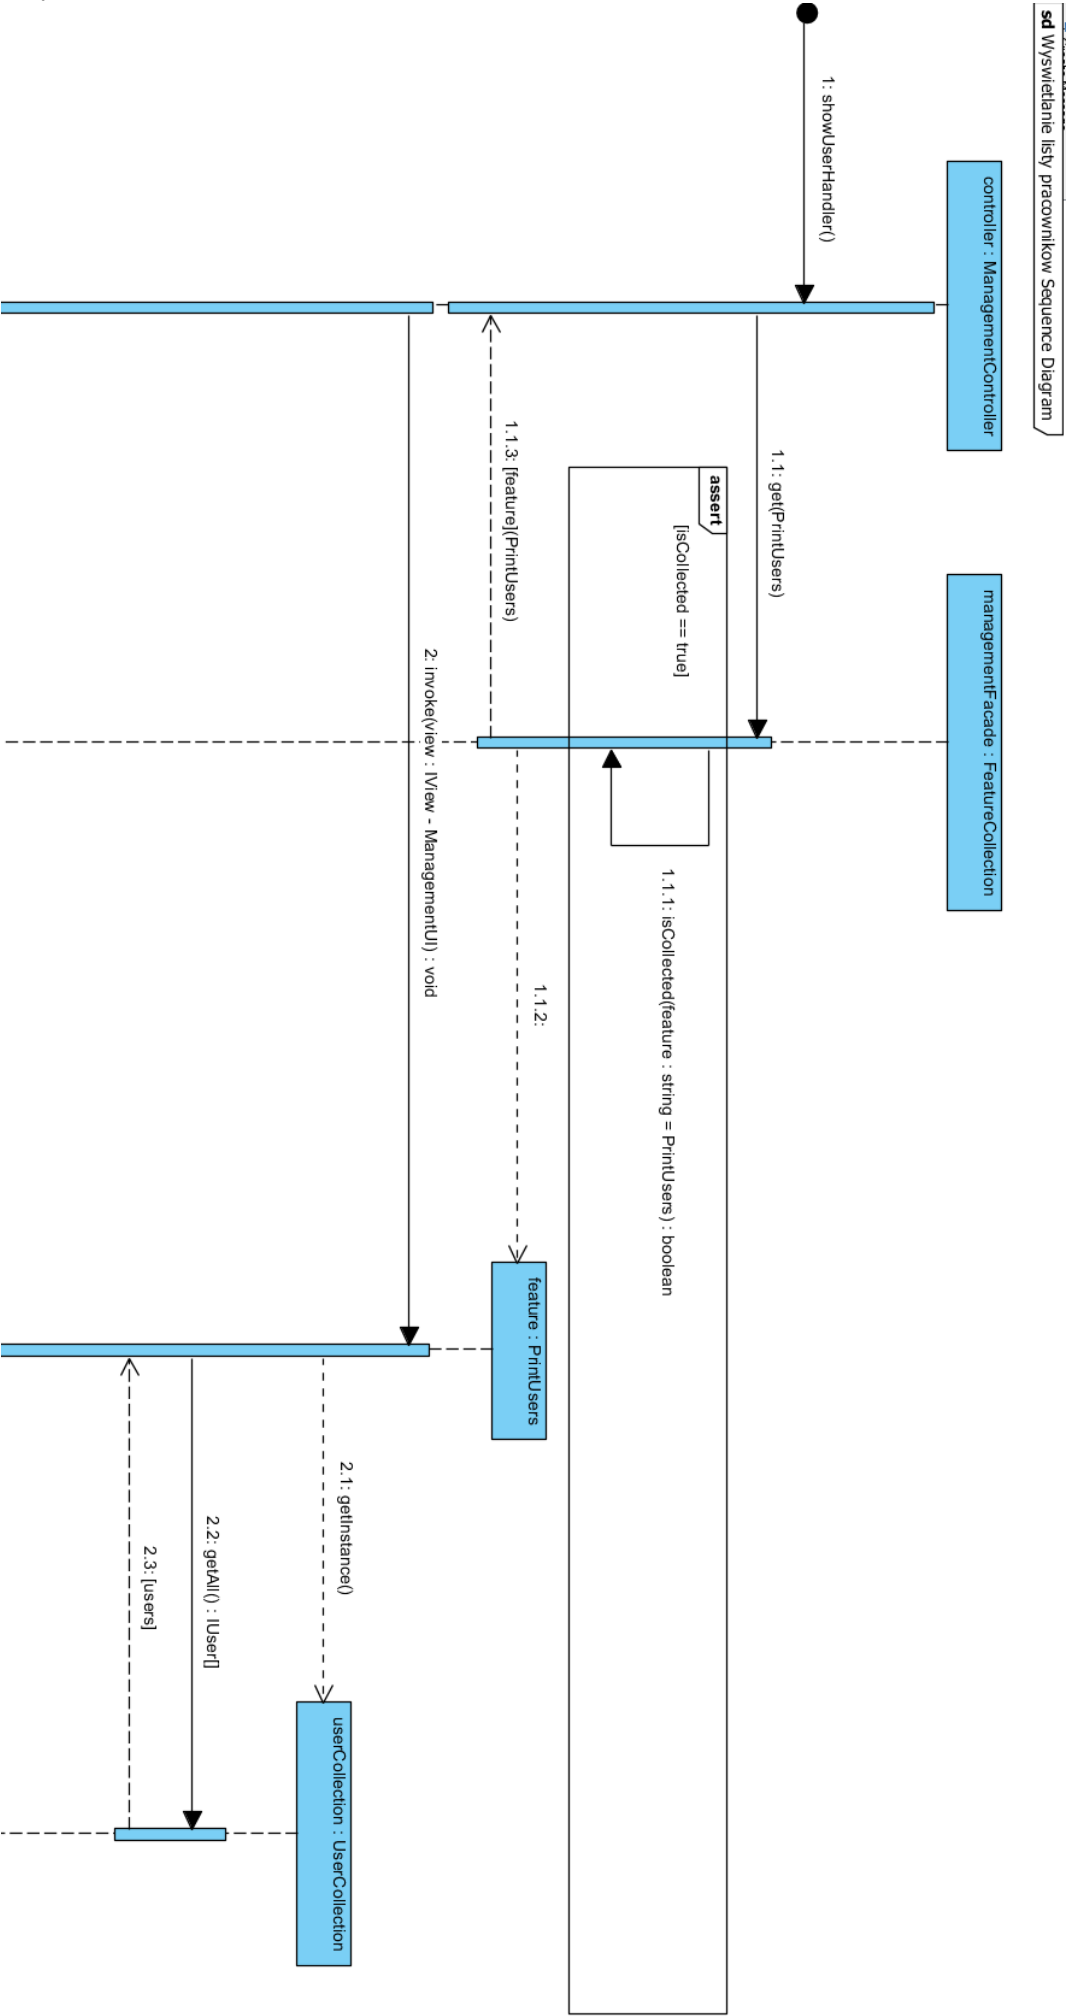 sd Wyswietlanie listy pracownikow Sequence Diagram
controller : ManagementController
managementFacade : FeatureCollection
1: showUserHandler()
1.1: get(PrintUsers)
assert
[isCollected == true]
1.1.1: isCollected(feature : string = PrintUsers) : boolean
1.1.2:
feature : PrintUsers
1.1.3: [feature](PrintUsers)
2: invoke(view : IView - ManagementUI) : void
2.1: getInstance()
userCollection : UserCollection
2.2: getAll() : IUser[]
2.3: [users]